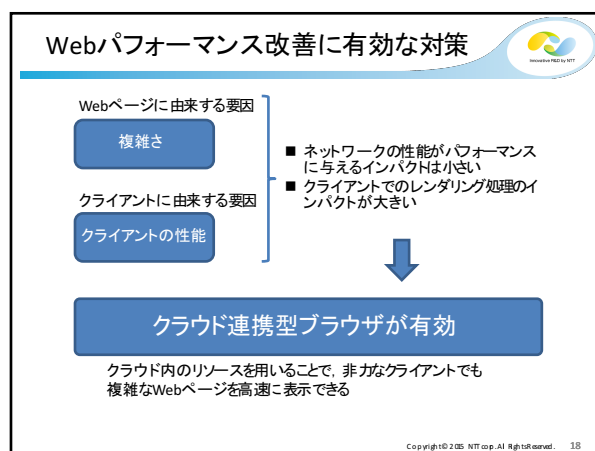 Webパフォーマンス改善に有効な対策
Innovative R&D by NTT
Webページに由来する要因
複雑さ
クライアントに由来する要因
クライアントの性能
■ ネットワークの性能がパフォーマンス
に与えるインパクトは小さい
■ クライアントでのレンダリング処理のイ
ンパクトが大きい
クラウド連携型ブラウザが有効
クラウド内のリソースを用いることで, 非力なクライアントでも
複雑なWebページを高速に表示できる
Copyright© 2015 NTT corp. All Rights Reserved. 18